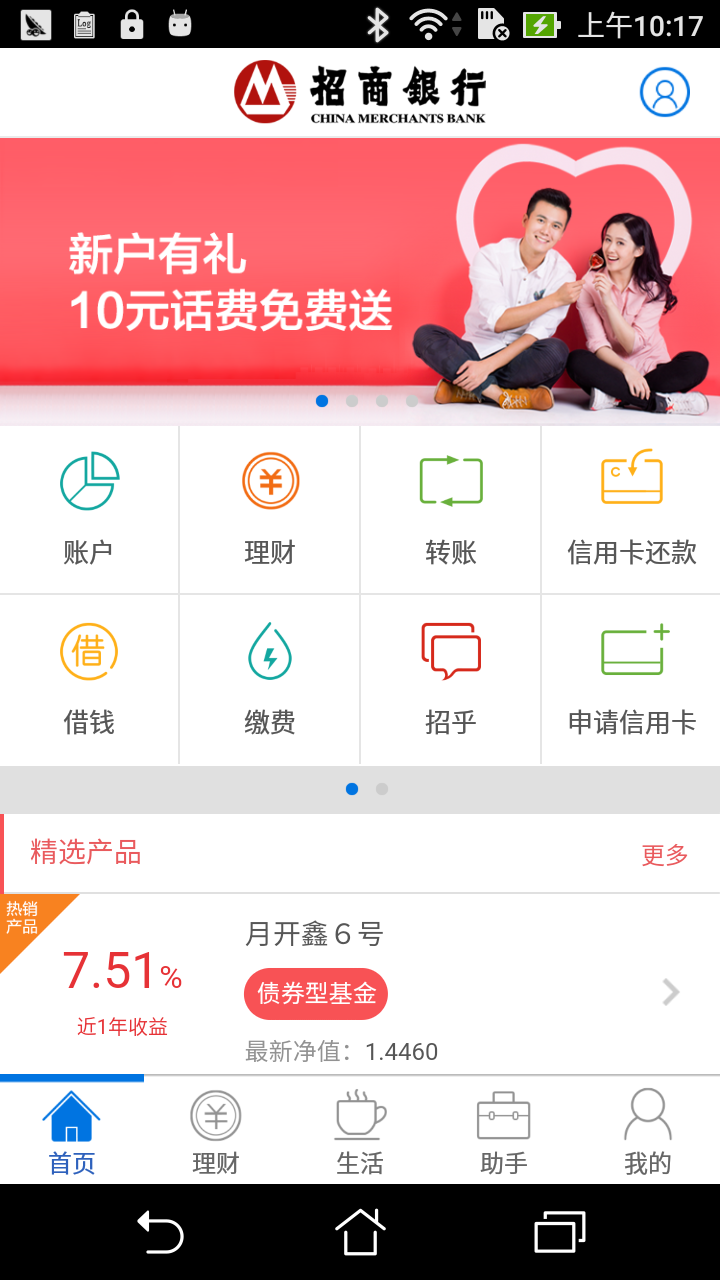 Log
上午10:17
招商銀行
CHINA MERCHANTS BANK
新户有礼
10元话费免费送
账户
理财
转账
C
信用卡还款
借
借钱
缴费
招乎
申请信用卡
精选产品
更多
热销
产品
月开鑫６号
7.51%
债券型基金
近1年收益
最新净值：1.4460
首页
理财
生活
助手
我的